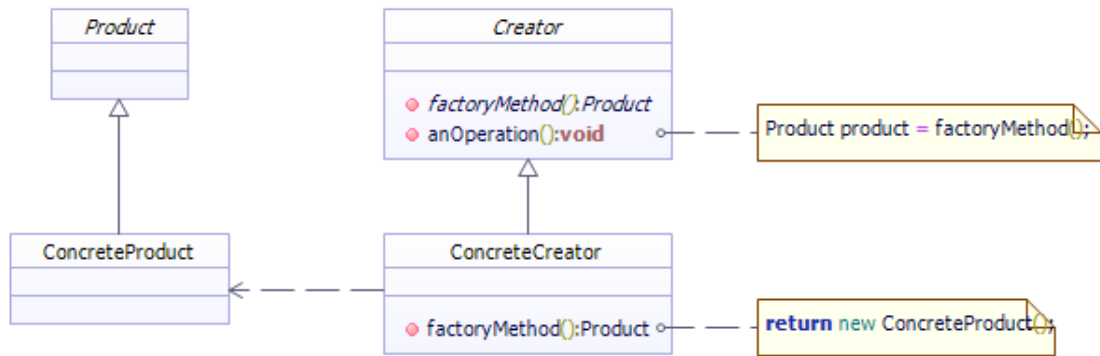 Product
Creator
factoryMethod():Product
anOperation():void
Product product = factoryMethod();
ConcreteProduct
ConcreteCreator
factoryMethod():Product
return new ConcreteProduct();